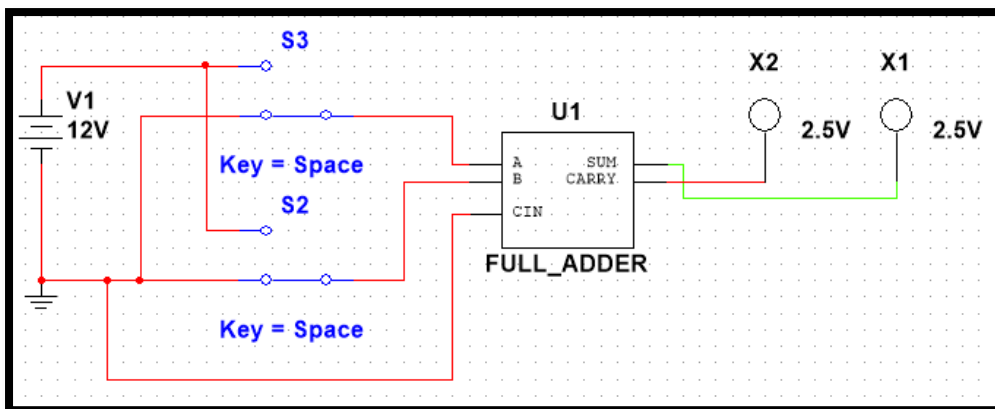 S3
X2
X1
V1
12V
U1
2.5V
2.5V
Key = Space
A
SUM
B
CARRY
S2
CIN
FULL_ADDER
Key = Space